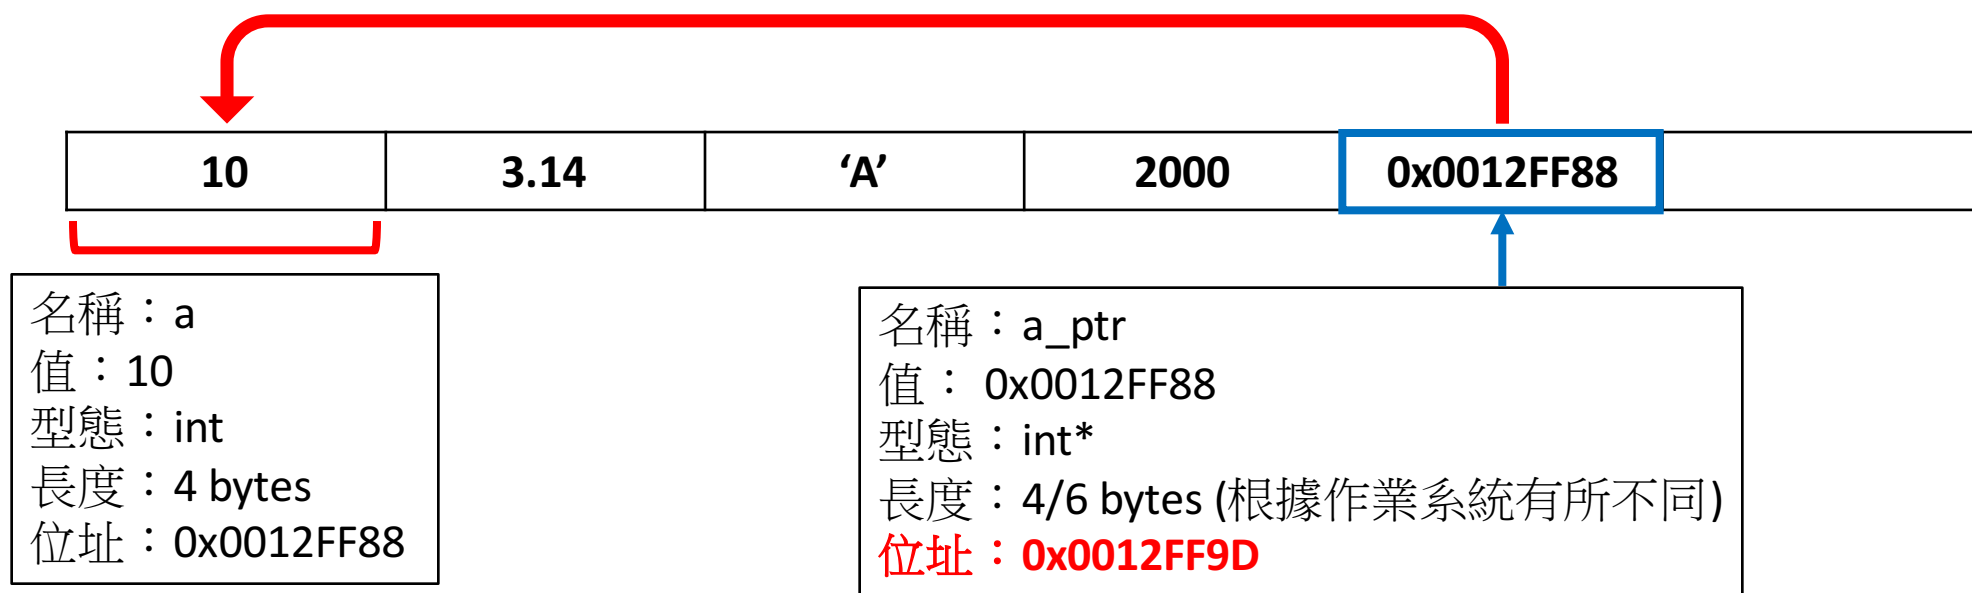 10 3.14 ‘A’ 2000 0x0012FF88
名稱：a
值：10
型態：int
長度：4 bytes
位址：0x0012FF88
名稱：a_ptr
值： 0x0012FF88
型態：int*
長度：4/6 bytes (根據作業系統有所不同)
位址：0x0012FF9D